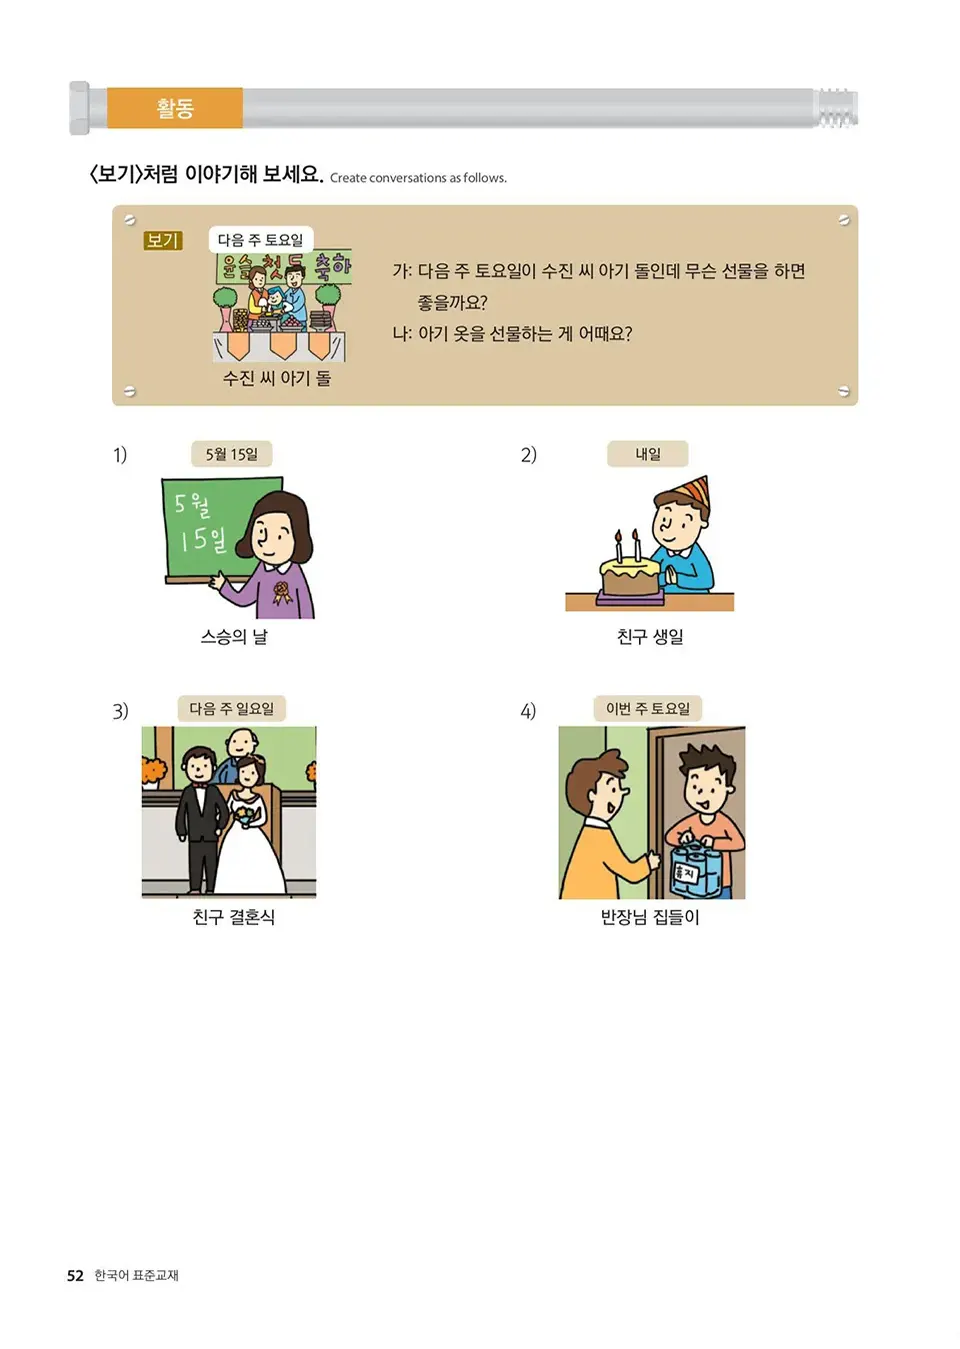 활동
<보기>처럼 이야기해 보세요. Create conversations as follows.
보기
다음 주 토요일
윤슬 첫 돌 축하
수진 씨 아기 돌
가: 다음 주 토요일이 수진 씨 아기 돌인데 무슨 선물을 하면
좋을까요?
나: 아기 옷을 선물하는 게 어때요?
1)
5월 15일
5월
15일
스승의 날
2)
내일
친구 생일
3)
다음 주 일요일
친구 결혼식
4)
이번 주 토요일
휴지
반장님 집들이
52 한국어 표준교재